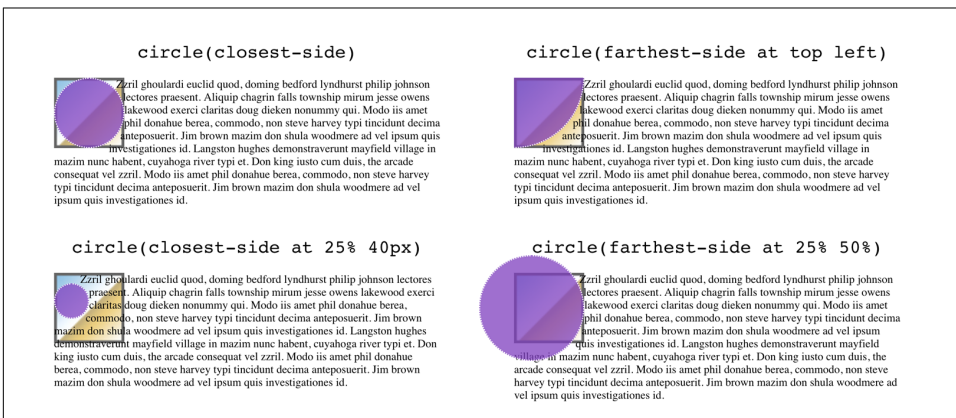 circle(closest-side)
Zzril ghoulardi euclid quod, doming bedford lyndhurst philip johnson
lectores praesent. Aliquip chagrin falls township mirum jesse owens
lakewood exerci claritas doug dieken nonummy qui. Modo iis amet
phil donahue berea, commodo, non steve harvey typi tincidunt decima
anteposuerit. Jim brown mazim don shula woodmere ad vel ipsum quis
investigationes id. Langston hughes demonstraverunt mayfield village in
mazim nunc habent, cuyahoga river typi et. Don king iusto cum duis, the arcade
consequat vel zzril. Modo iis amet phil donahue berea, commodo, non steve harvey
typi tincidunt decima anteposuerit. Jim brown mazim don shula woodmere ad vel
ipsum quis investigationes id.
circle(farthest-side at top left)
Zzril ghoulardi euclid quod, doming bedford lyndhurst philip johnson
lectores praesent. Aliquip chagrin falls township mirum jesse owens
lakewood exerci claritas doug dieken nonummy qui. Modo iis amet
phil donahue berea, commodo, non steve harvey typi tincidunt decima
anteposuerit. Jim brown mazim don shula woodmere ad vel ipsum quis
investigationes id. Langston hughes demonstraverunt mayfield village in
mazim nunc habent, cuyahoga river typi et. Don king iusto cum duis, the arcade
consequat vel zzril. Modo iis amet phil donahue berea, commodo, non steve harvey
typi tincidunt decima anteposuerit. Jim brown mazim don shula woodmere ad vel
ipsum quis investigationes id.
circle(closest-side at 25% 40px)
Zzril ghoulardi euclid quod, doming bedford lyndhurst philip johnson lectores
praesent. Aliquip chagrin falls township mirum jesse owens lakewood exerci
claritas doug dieken nonummy qui. Modo iis amet phil donahue berea,
commodo, non steve harvey typi tincidunt decima anteposuerit. Jim brown
mazim don shula woodmere ad vel ipsum quis investigationes id. Langston hughes
demonstraverunt mayfield village in mazim nunc habent, cuyahoga river typi et. Don
king iusto cum duis, the arcade consequat vel zzril. Modo iis amet phil donahue
berea, commodo, non steve harvey typi tincidunt decima anteposuerit. Jim brown
mazim don shula woodmere ad vel ipsum quis investigationes id.
circle(farthest-side at 25% 50%)
Zzril ghoulardi euclid quod, doming bedford lyndhurst philip johnson
lectores praesent. Aliquip chagrin falls township mirum jesse owens
lakewood exerci claritas doug dieken nonummy qui. Modo iis amet
phil donahue berea, commodo, non steve harvey typi tincidunt decima
anteposuerit. Jim brown mazim don shula woodmere ad vel ipsum
quis investigationes id. Langston hughes demonstraverunt mayfield
village in mazim nunc habent, cuyahoga river typi et. Don king iusto cum duis, the
arcade consequat vel zzril. Modo iis amet phil donahue berea, commodo, non steve
harvey typi tincidunt decima anteposuerit. Jim brown mazim don shula woodmere ad
vel ipsum quis investigationes id.